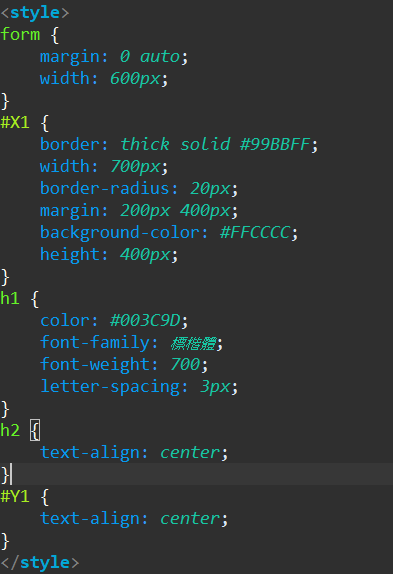 <style>
form {
margin: 0 auto;
width: 600px;
}
#X1 {
border: thick solid #99BBFF;
width: 700px;
border-radius: 20px;
margin: 200px 400px;
background-color: #FFCCCC;
height: 400px;
}
h1 {
color: #003C9D;
font-family: 標楷體;
font-weight: 700;
letter-spacing: 3px;
}
h2 {
text-align: center;
}
#Y1 {
text-align: center;
}
</style>